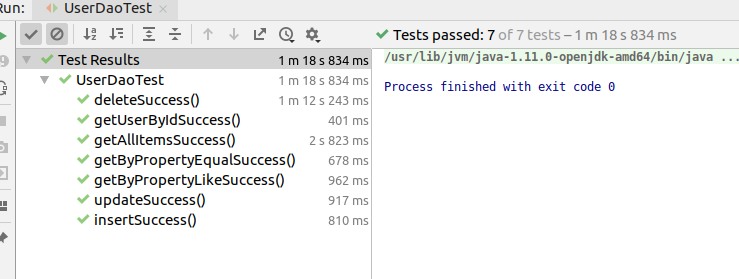 Run: UserDaoTest
Tests passed: 7 of 7 tests – 1 m 18 s 834 ms
Test Results 1 m 18 s 834 ms
UserDaoTest 1 m 18 s 834 ms
deleteSuccess() 1 m 12 s 243 ms
getUserByIdSuccess() 401 ms
getAllItemsSuccess() 2 s 823 ms
getByPropertyEqualSuccess() 678 ms
getByPropertyLikeSuccess() 962 ms
updateSuccess() 917 ms
insertSuccess() 810 ms
/usr/lib/jvm/java-1.11.0-openjdk-amd64/bin/java ...
Process finished with exit code 0